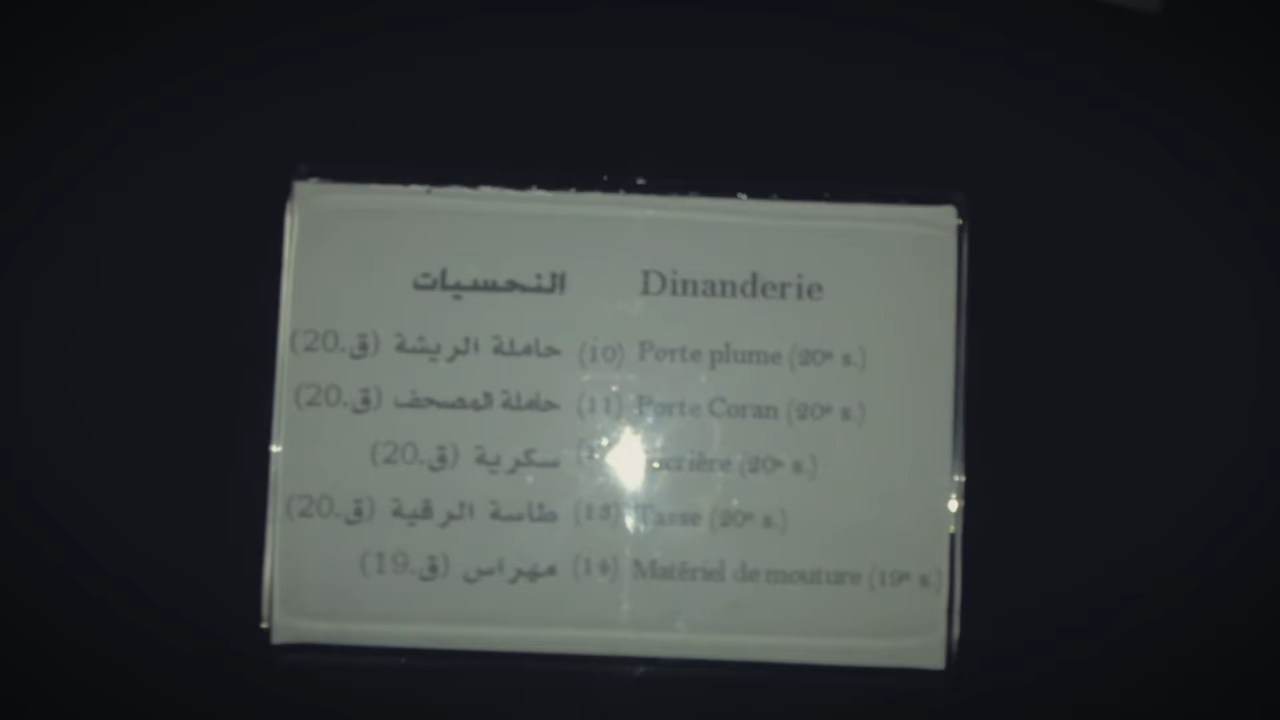 النحسيات Dinanderie
حاملة الريشة (ق.20) (10) Porte plume (20e s.)
حاملة المصحف (ق.20) (11) Porte Coran (20e s.)
سكرية (ق.20) (20e s.)
طاسة الرقية (ق.20) (13) Tasse (20e s.)
مهراس (ق.19) (14) Matériel de mouture (19e s.)